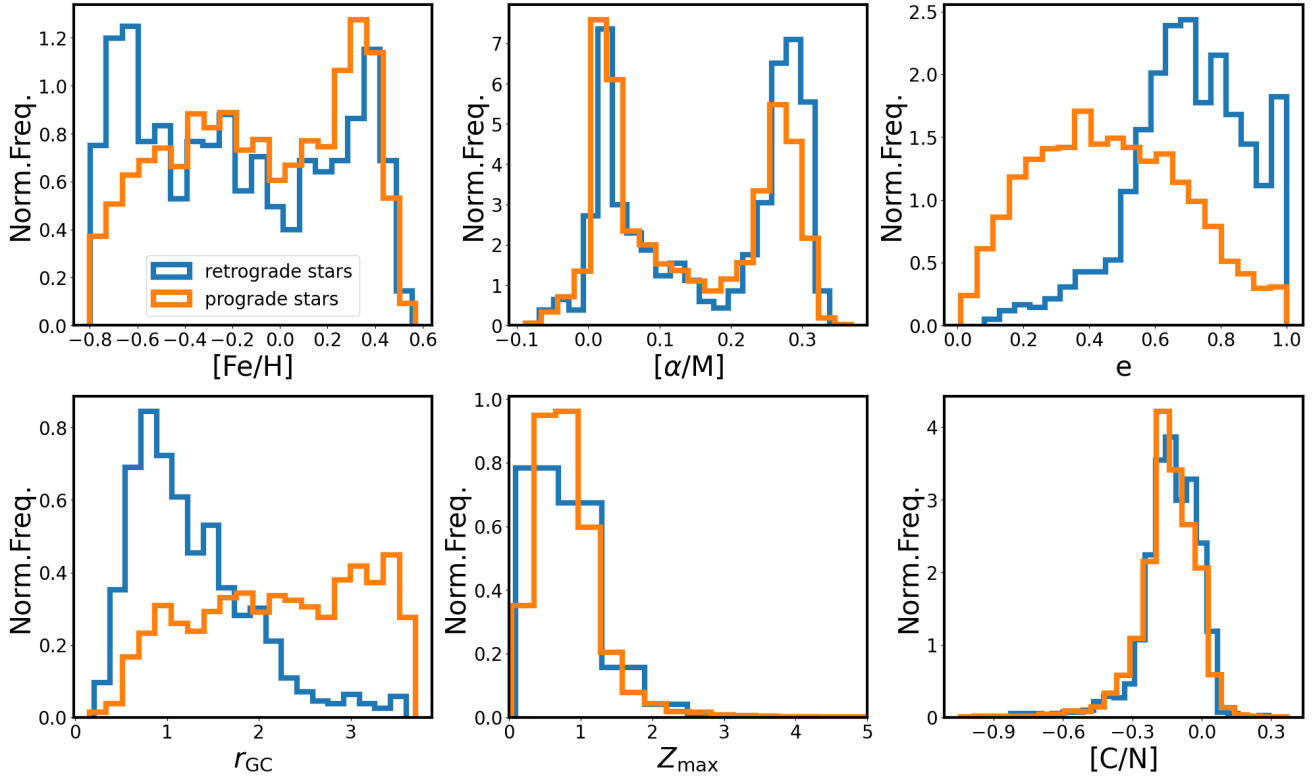 1.2
1.0
0.8
0.6
0.4
0.2
0.0
Norm.Freq.
retrograde stars
prograde stars
−0.8 −0.6 −0.4 −0.2 0.0 0.2 0.4 0.6
[Fe/H]
7
6
5
4
3
2
1
0
Norm.Freq.
−0.1 0.0 0.1 0.2 0.3
[α/M]
2.5
2.0
1.5
1.0
0.5
0.0
Norm.Freq.
0.0 0.2 0.4 0.6 0.8 1.0
e
0.8
0.6
0.4
0.2
0.0
Norm.Freq.
0 1 2 3
rGC
1.0
0.8
0.6
0.4
0.2
0.0
Norm.Freq.
0 1 2 3 4 5
Zmax
4
3
2
1
0
Norm.Freq.
−0.9 −0.6 −0.3 0.0 0.3
[C/N]